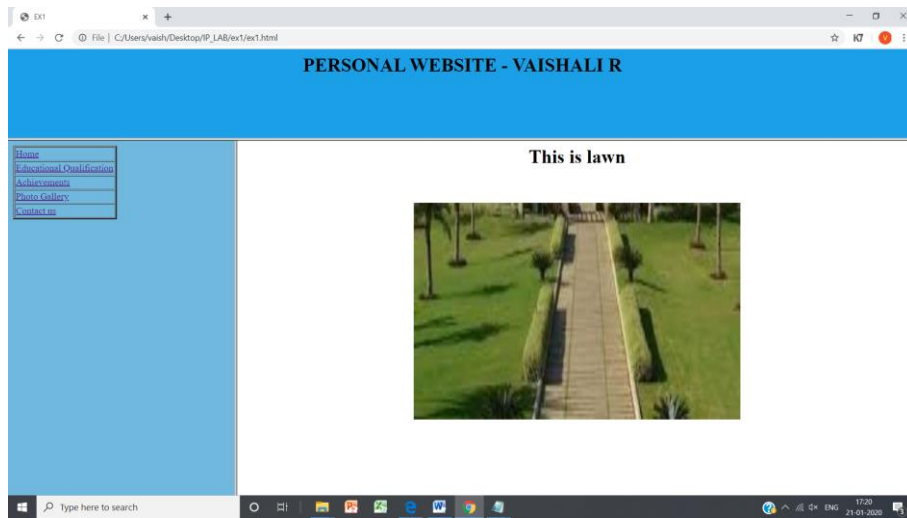 EX1
File | C:/Users/vaish/Desktop/IP_LAB/ex1/ex1.html
K7
V
PERSONAL WEBSITE - VAISHALI R
Home
Educational Qualification
Achievements
Photo Gallery
Contact us
This is lawn
Type here to search
ENG
17:20
21-01-2020